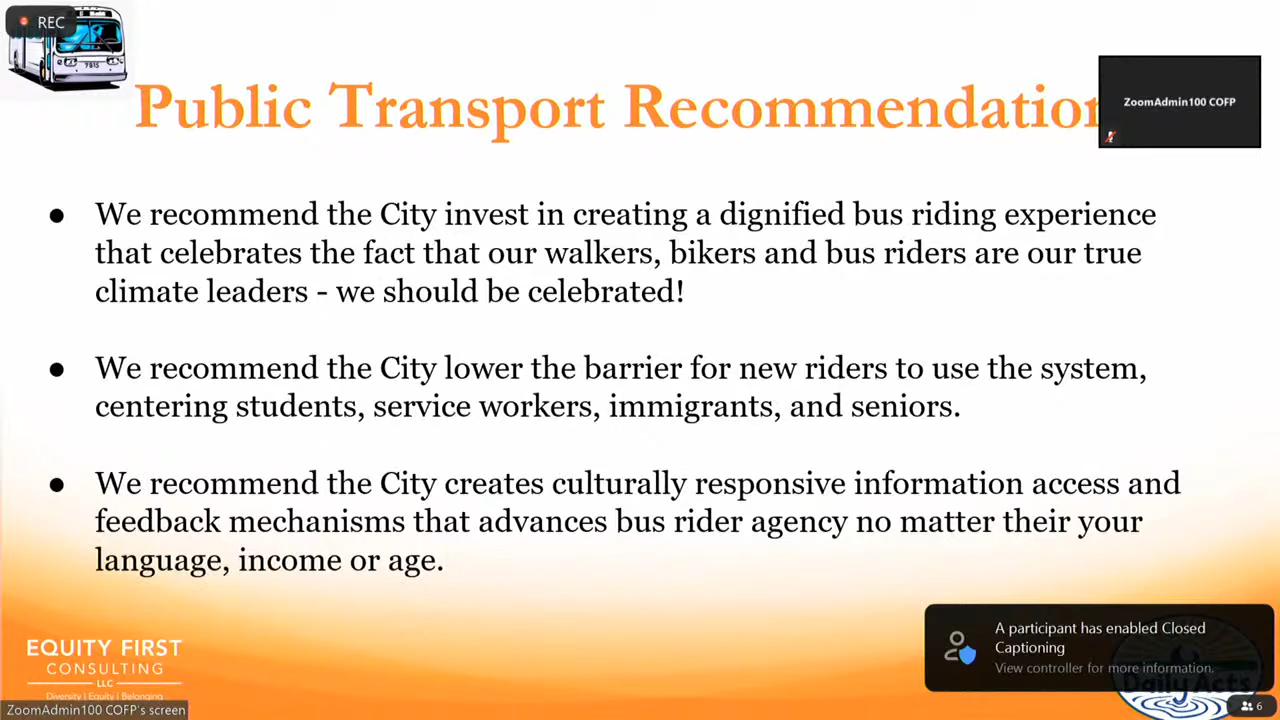 REC
7815
Public Transport Recommendation
ZoomAdmin100 COFP
● We recommend the City invest in creating a dignified bus riding experience
that celebrates the fact that our walkers, bikers and bus riders are our true
climate leaders - we should be celebrated!
● We recommend the City lower the barrier for new riders to use the system,
centering students, service workers, immigrants, and seniors.
● We recommend the City creates culturally responsive information access and
feedback mechanisms that advances bus rider agency no matter their your
language, income or age.
A participant has enabled Closed
Captioning
View controller for more information.
EQUITY FIRST
CONSULTING
LLC
Diversity | Equity | Belonging
Daily Acts
ZoomAdmin100 COFP's screen
6